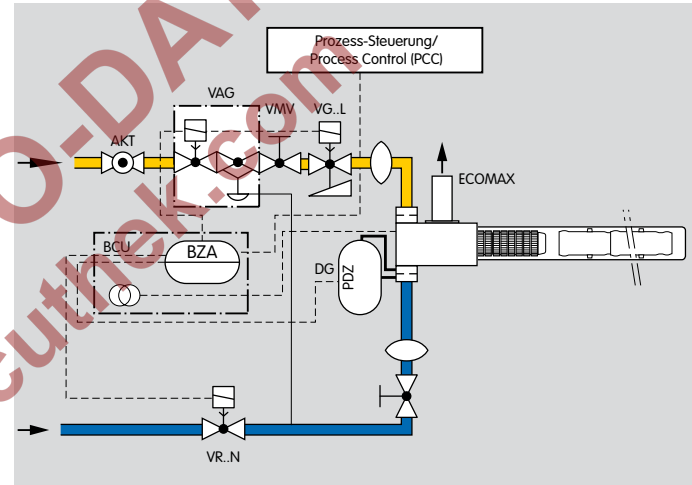 Prozess-Steuerung/
Process Control (PCC)
VAG
VMV
VG..L
AKT
ECOMAX
BCU
BZA
DG
PDZ
VR..N